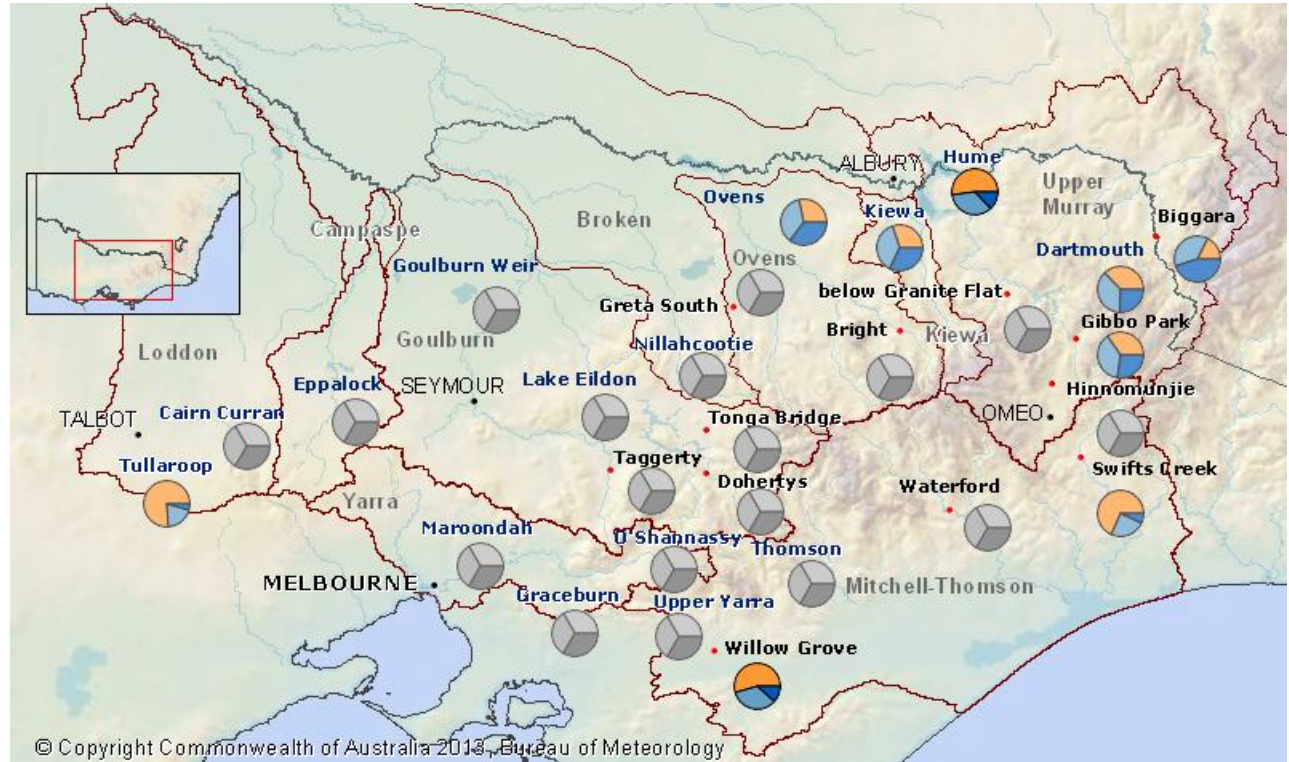 ALBURY
Hume
Upper
Murray
Ovens
Kiewa
Biggara
Broken
Campaspe
Dartmouth
Ovens
Goulburn Weir
below Granite Flat
Greta South
Gibbo Park
Bright
Kiewa
Goulburn
Nillahcootie
Loddon
Lake Eildon
Hinnomunjie
Eppalock
SEYMOUR
TALBOT
Cairn Curran
Tonga Bridge
OMEO
Taggerty
Tullaroop
Swifts Creek
Dohertys
Waterford
Yarra
Maroondah
O'Shannassy
Thomson
MELBOURNE
Mitchell-Thomson
Graceburn
Upper Yarra
Willow Grove
© Copyright Commonwealth of Australia 2013, Bureau of Meteorology